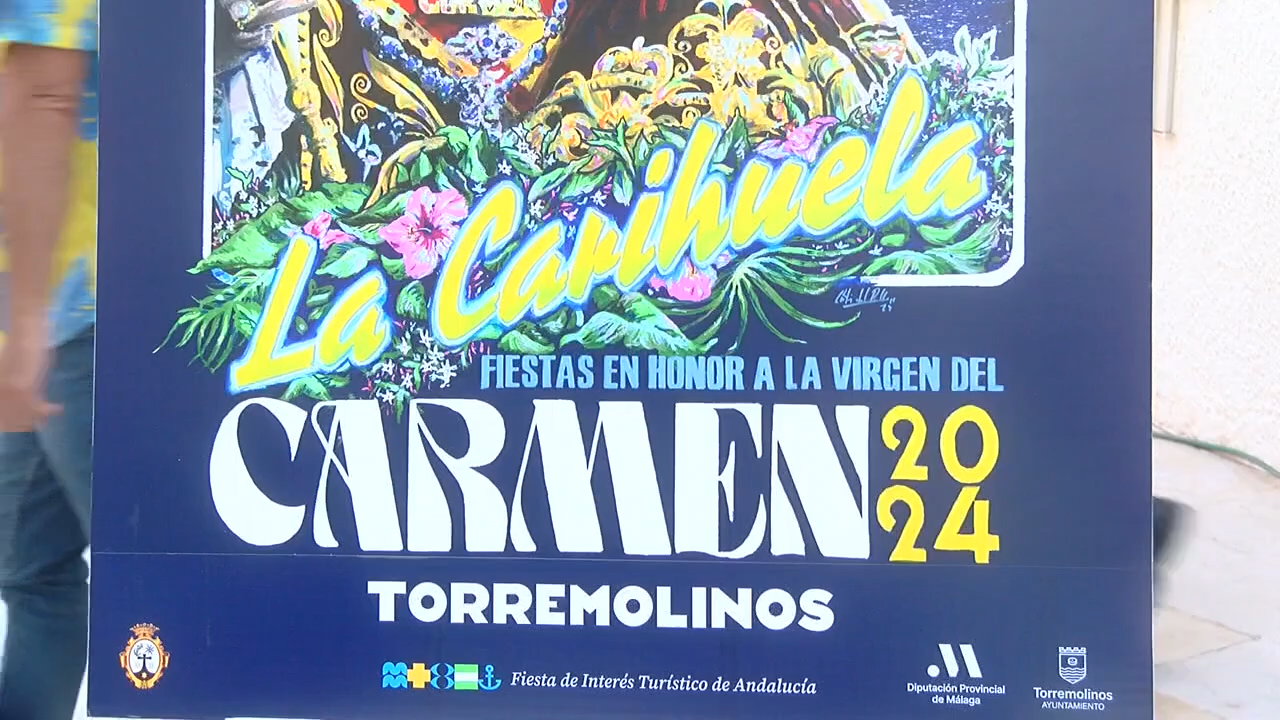 La Carihuela
FIESTAS EN HONOR A LA VIRGEN DEL
CARMEN 2024
TORREMOLINOS
Fiesta de Interés Turístico de Andalucía
Diputación Provincial
de Málaga
Torremolinos
AYUNTAMIENTO